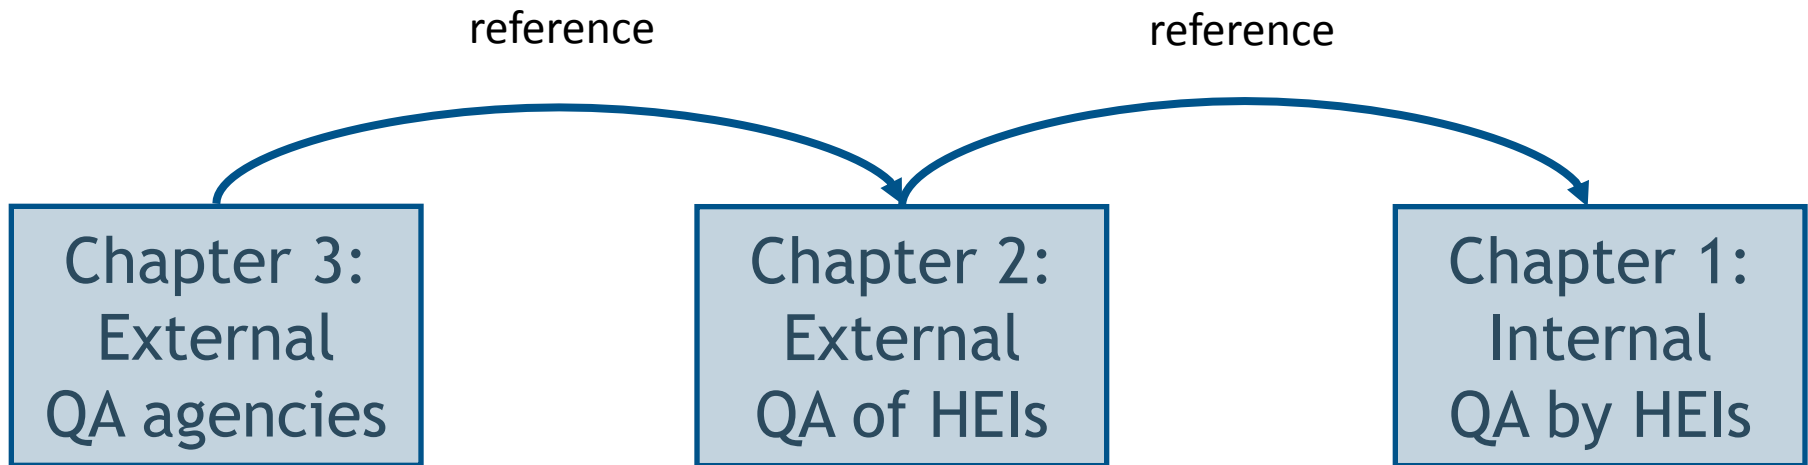 reference
reference
Chapter 3:
External
QA agencies
Chapter 2:
External
QA of HEIs
Chapter 1:
Internal
QA by HEIs